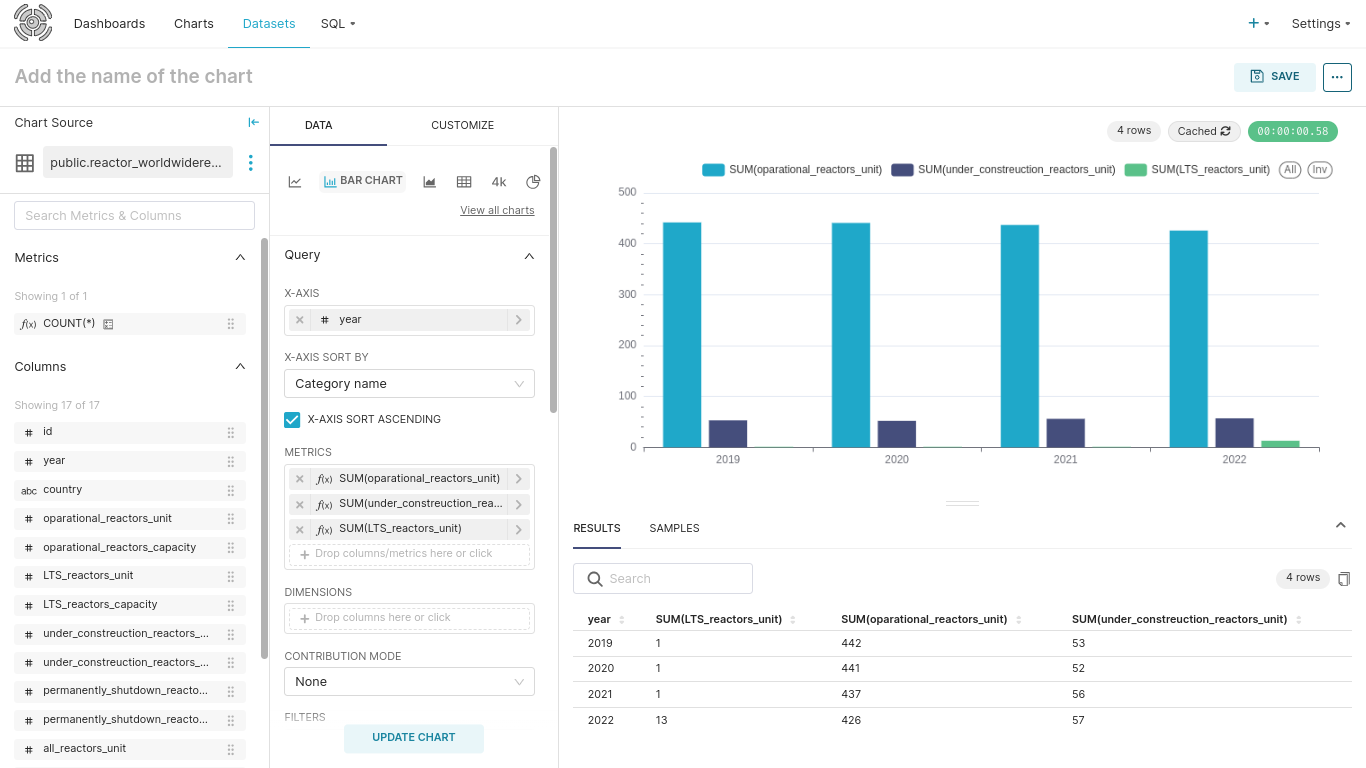 Dashboards Charts Datasets SQL + Settings
Add the name of the chart
SAVE
Chart Source
public.reactor_worldwidere...
Search Metrics & Columns
Metrics
Showing 1 of 1
f(x) COUNT(*)
Columns
Showing 17 of 17
# id
# year
abc country
# oparational_reactors_unit
# oparational_reactors_capacity
# LTS_reactors_unit
# LTS_reactors_capacity
# under_constreuction_reactors_...
# under_constreuction_reactors_...
# permanently_shutdown_reacto...
# permanently_shutdown_reacto...
# all_reactors_unit
DATA CUSTOMIZE
BAR CHART 4k
View all charts
Query
X-AXIS
# year
X-AXIS SORT BY
Category name
X-AXIS SORT ASCENDING
METRICS
f(x) SUM(oparational_reactors_unit)
f(x) SUM(under_constreuction_rea...
f(x) SUM(LTS_reactors_unit)
+ Drop columns/metrics here or click
DIMENSIONS
+ Drop columns here or click
CONTRIBUTION MODE
None
FILTERS
UPDATE CHART
4 rows Cached 00:00:00.58
SUM(oparational_reactors_unit) SUM(under_constreuction_reactors_unit) SUM(LTS_reactors_unit) All Inv
500
400
300
200
100
0
2019 2020 2021 2022
RESULTS SAMPLES
Search 4 rows
year SUM(LTS_reactors_unit) SUM(oparational_reactors_unit) SUM(under_constreuction_reactors_unit)
2019 1 442 53
2020 1 441 52
2021 1 437 56
2022 13 426 57